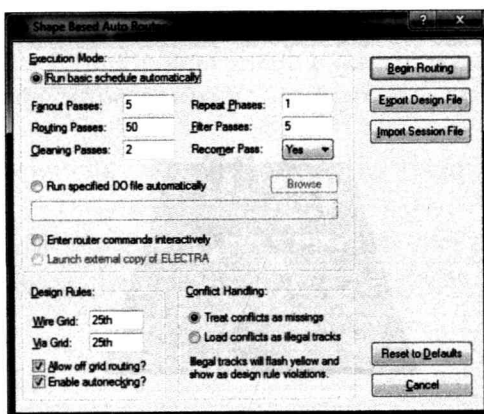 Shape Based Auto Router
Execution Mode:
Run basic schedule automatically
Begin Routing
Fanout Passes: 5 Repeat Phases: 1
Export Design File
Routing Passes: 50 Filter Passes: 5
Cleaning Passes: 2 Recorner Pass: Yes
Import Session File
Run specified DO file automatically Browse
Enter router commands interactively
Launch external copy of ELECTRA
Design Rules: Conflict Handling:
Wire Grid: 25th
Treat conflicts as missings
Via Grid: 25th
Load conflicts as illegal tracks
Allow off grid routing?
Illegal tracks will flash yellow and
Enable autonecking?
show as design rule violations.
Reset to Defaults
Cancel